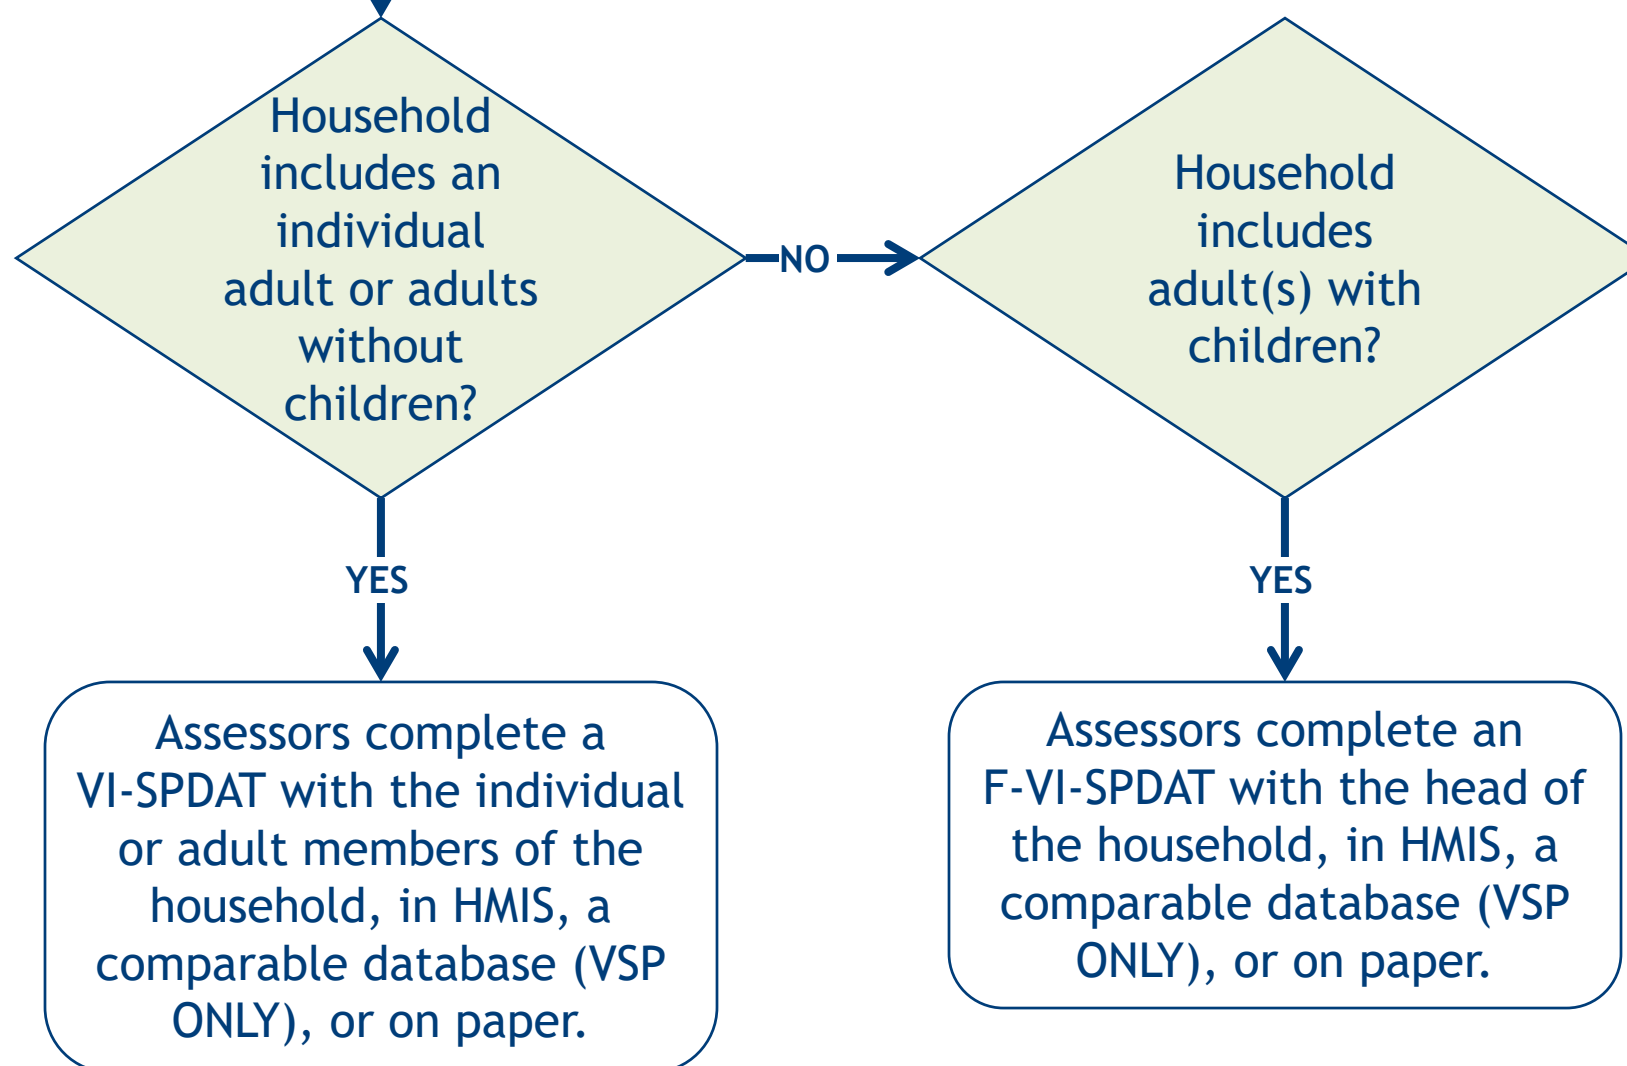 Household
includes an
individual
adult or adults
without
children?
NO
Household
includes
adult(s) with
children?
YES
YES
Assessors complete a
VI-SPDAT with the individual
or adult members of the
household, in HMIS, a
comparable database (VSP
ONLY), or on paper.
Assessors complete an
F-VI-SPDAT with the head of
the household, in HMIS, a
comparable database (VSP
ONLY), or on paper.